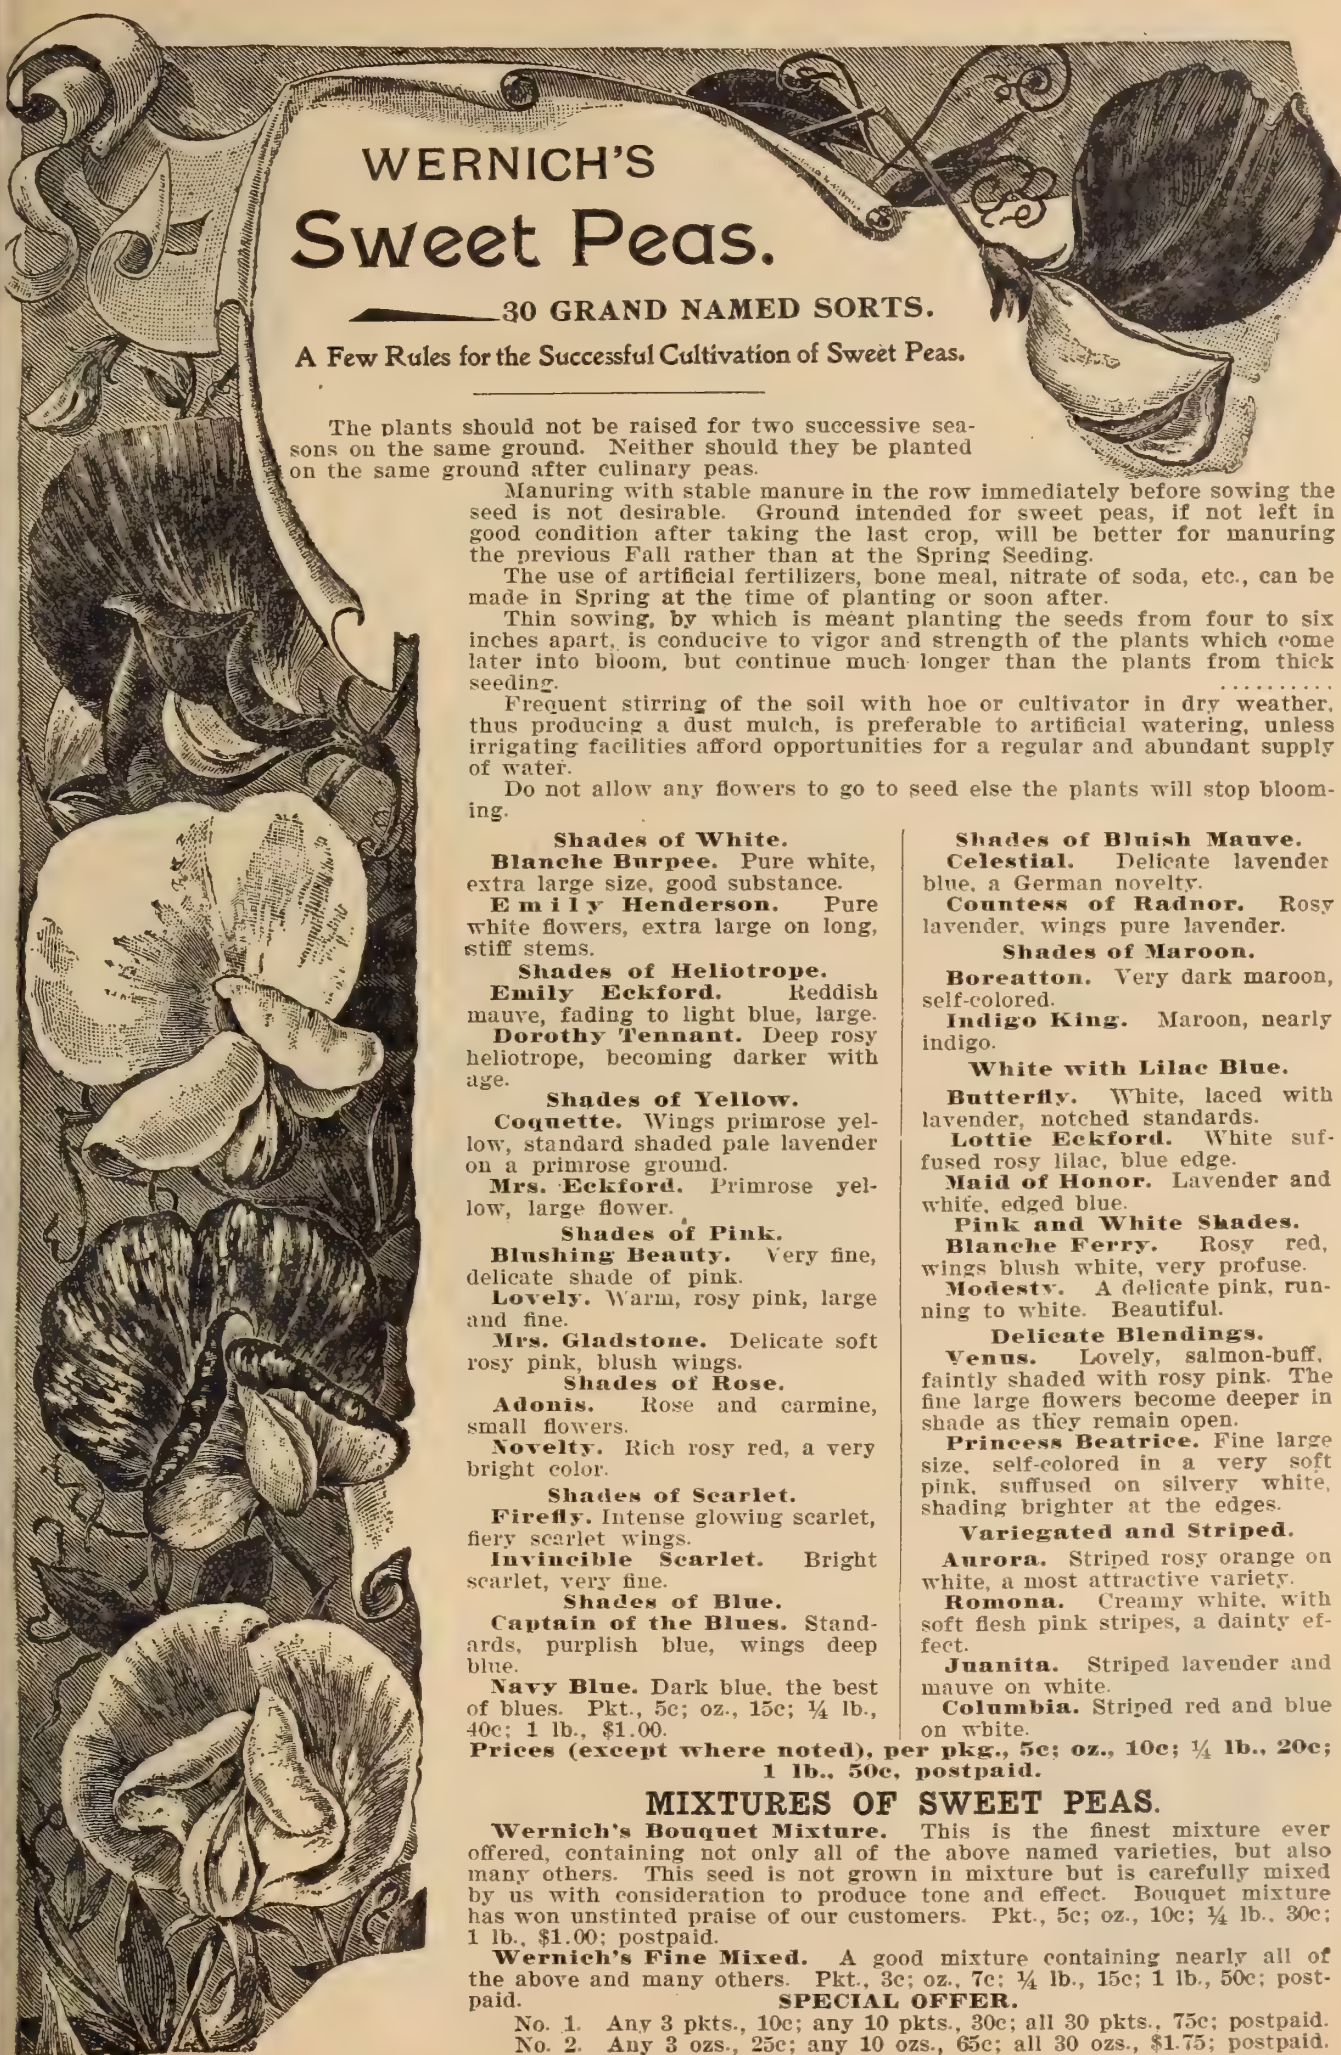 WERNICH'S
Sweet Peas.
30 GRAND NAMED SORTS.
A Few Rules for the Successful Cultivation of Sweet Peas.
The plants should not be raised for two successive sea-
sons on the same ground. Neither should they be planted
on the same ground after culinary peas.
Manuring with stable manure in the row immediately before sowing the
seed is not desirable. Ground intended for sweet peas, if not left in
good condition after taking the last crop, will be better for manuring
the previous Fall rather than at the Spring Seeding.
The use of artificial fertilizers, bone meal, nitrate of soda, etc., can be
made in Spring at the time of planting or soon after.
Thin sowing, by which is meant planting the seeds from four to six
inches apart, is conducive to vigor and strength of the plants which come
later into bloom, but continue much longer than the plants from thick
seeding. ..........
Frequent stirring of the soil with hoe or cultivator in dry weather,
thus producing a dust mulch, is preferable to artificial watering, unless
irrigating facilities afford opportunities for a regular and abundant supply
of water.
Do not allow any flowers to go to seed else the plants will stop bloom-
ing.
Shades of White.
Blanche Burpee. Pure white,
extra large size, good substance.
Emily Henderson. Pure
white flowers, extra large on long,
stiff stems.
Shades of Heliotrope.
Emily Eckford. Reddish
mauve, fading to light blue, large.
Dorothy Tennant. Deep rosy
heliotrope, becoming darker with
age.
Shades of Yellow.
Coquette. Wings primrose yel-
low, standard shaded pale lavender
on a primrose ground.
Mrs. Eckford. Primrose yel-
low, large flower.
Shades of Pink.
Blushing Beauty. Very fine,
delicate shade of pink.
Lovely. Warm, rosy pink, large
and fine.
Mrs. Gladstone. Delicate soft
rosy pink, blush wings.
Shades of Rose.
Adonis. Rose and carmine,
small flowers.
Novelty. Rich rosy red, a very
bright color.
Shades of Scarlet.
Firefly. Intense glowing scarlet,
fiery scarlet wings.
Invincible Scarlet. Bright
scarlet, very fine.
Shades of Blue.
Captain of the Blues. Stand-
ards, purplish blue, wings deep
blue.
Navy Blue. Dark blue, the best
of blues. Pkt., 5c; oz., 15c; ¼ lb.,
40c; 1 lb., $1.00.
Shades of Bluish Mauve.
Celestial. Delicate lavender
blue, a German novelty.
Countess of Radnor. Rosy
lavender, wings pure lavender.
Shades of Maroon.
Boreatton. Very dark maroon,
self-colored.
Indigo King. Maroon, nearly
indigo.
White with Lilac Blue.
Butterfly. White, laced with
lavender, notched standards.
Lottie Eckford. White suf-
fused rosy lilac, blue edge.
Maid of Honor. Lavender and
white, edged blue.
Pink and White Shades.
Blanche Ferry. Rosy red,
wings blush white, very profuse.
Modesty. A delicate pink, run-
ning to white. Beautiful.
Delicate Blendings.
Venus. Lovely, salmon-buff,
faintly shaded with rosy pink. The
fine large flowers become deeper in
shade as they remain open.
Princess Beatrice. Fine large
size, self-colored in a very soft
pink, suffused on silvery white,
shading brighter at the edges.
Variegated and Striped.
Aurora. Striped rosy orange on
white, a most attractive variety.
Romona. Creamy white, with
soft flesh pink stripes, a dainty ef-
fect.
Juanita. Striped lavender and
mauve on white.
Columbia. Striped red and blue
on white.
Prices (except where noted), per pkg., 5c; oz., 10c; ¼ lb., 20c;
1 lb., 50c, postpaid.
MIXTURES OF SWEET PEAS.
Wernich's Bouquet Mixture. This is the finest mixture ever
offered, containing not only all of the above named varieties, but also
many others. This seed is not grown in mixture but is carefully mixed
by us with consideration to produce tone and effect. Bouquet mixture
has won unstinted praise of our customers. Pkt., 5c; oz., 10c; ¼ lb., 30c;
1 lb., $1.00; postpaid.
Wernich's Fine Mixed. A good mixture containing nearly all of
the above and many others. Pkt., 3c; oz., 7c; ¼ lb., 15c; 1 lb., 50c; post-
paid. SPECIAL OFFER.
No. 1. Any 3 pkts., 10c; any 10 pkts., 30c; all 30 pkts., 75c; postpaid.
No. 2. Any 3 ozs., 25c; any 10 ozs., 65c; all 30 ozs., $1.75; postpaid.